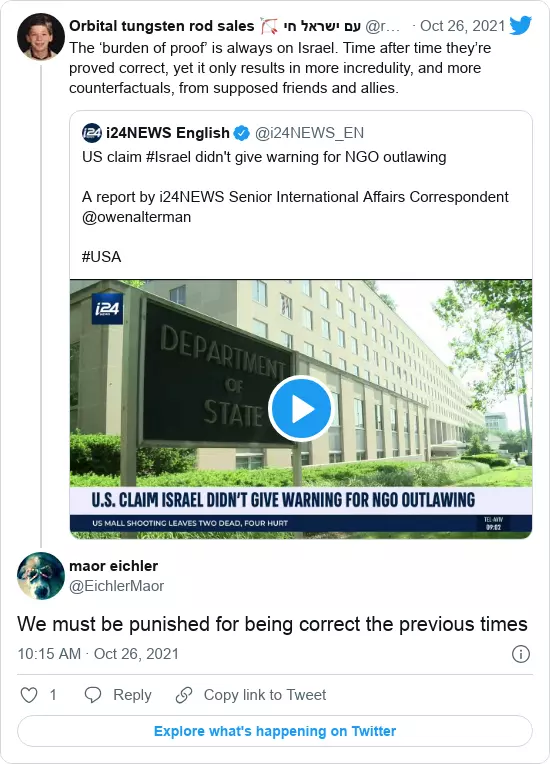 Orbital tungsten rod sales 🏹 עם ישראל חי @r... · Oct 26, 2021
The ‘burden of proof’ is always on Israel. Time after time they’re
proved correct, yet it only results in more incredulity, and more
counterfactuals, from supposed friends and allies.
i24 i24NEWS English @i24NEWS_EN
US claim #Israel didn't give warning for NGO outlawing
A report by i24NEWS Senior International Affairs Correspondent
@owenalterman
#USA
i24
NEWS
DEPARTMENT
OF
STATE
U.S. CLAIM ISRAEL DIDN'T GIVE WARNING FOR NGO OUTLAWING
US MALL SHOOTING LEAVES TWO DEAD, FOUR HURT
TEL-AVIV
09:02
maor eichler
@EichlerMaor
We must be punished for being correct the previous times
10:15 AM · Oct 26, 2021
1 Reply Copy link to Tweet
Explore what's happening on Twitter